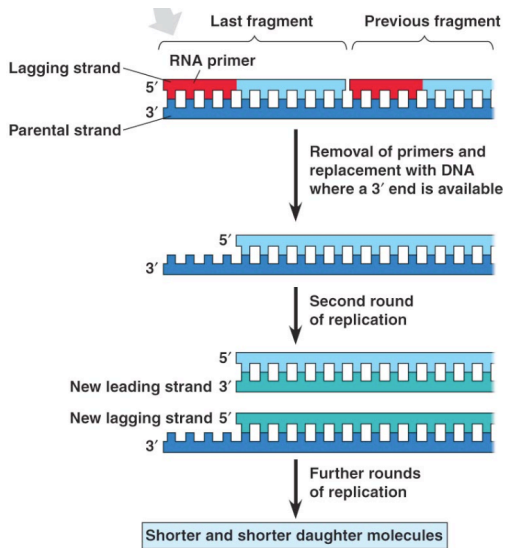 Last fragment
Previous fragment
RNA primer
Lagging strand
5′
3′
Parental strand
Removal of primers and
replacement with DNA
where a 3′ end is available
5′
3′
Second round
of replication
5′
New leading strand 3′
New lagging strand 5′
3′
Further rounds
of replication
Shorter and shorter daughter molecules